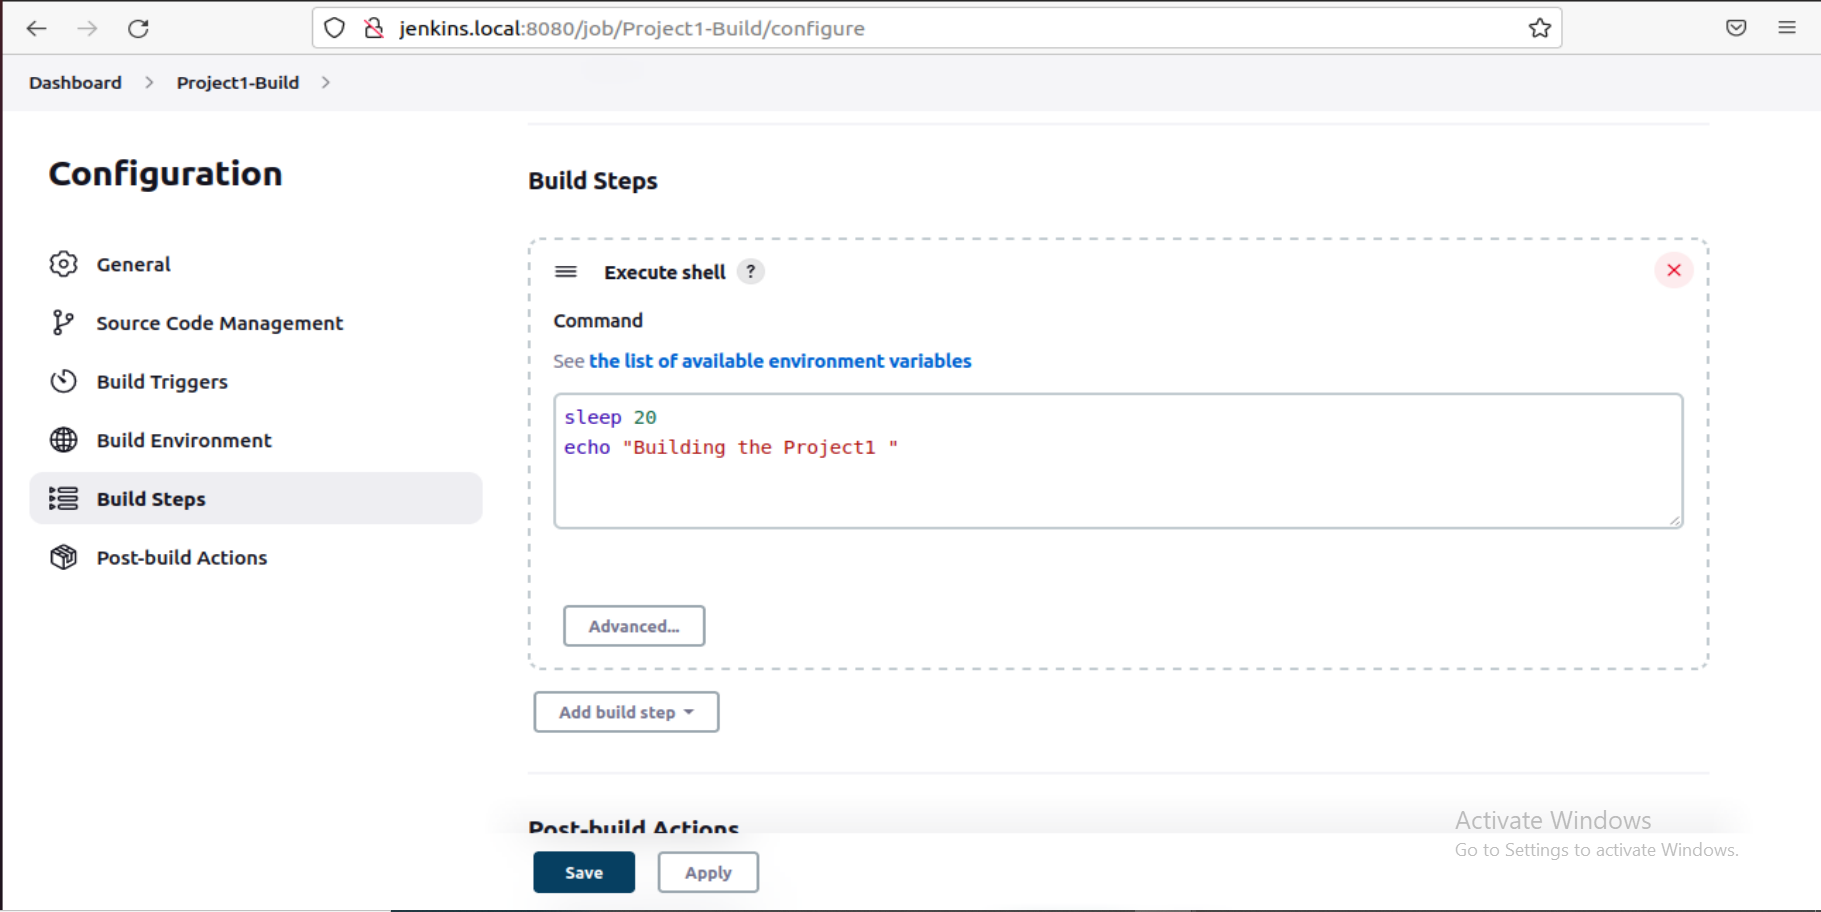 jenkins.local:8080/job/Project1-Build/configure
Dashboard > Project1-Build >
Configuration
General
Source Code Management
Build Triggers
Build Environment
Build Steps
Post-build Actions
Build Steps
Execute shell ?
Command
See the list of available environment variables
sleep 20
echo "Building the Project1 "
Advanced...
Add build step
Post-build Actions
Save Apply
Activate Windows
Go to Settings to activate Windows.